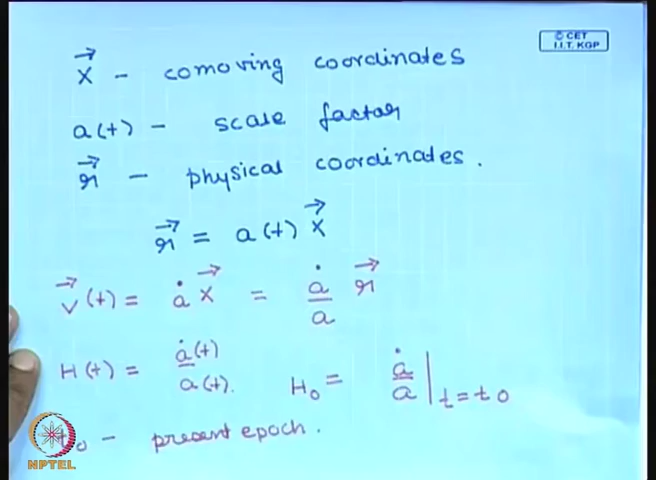 © CET
I.I.T. KGP
x⃗ – comoving coordinates
a(t) – scale factor
r⃗ – physical coordinates.
r⃗ = a(t) x⃗
v⃗(t) = ȧ x⃗ = ȧ/a r⃗
H(t) = ȧ(t)/a(t). H₀ = ȧ/a |t=t₀
t₀ – present epoch.
NPTEL